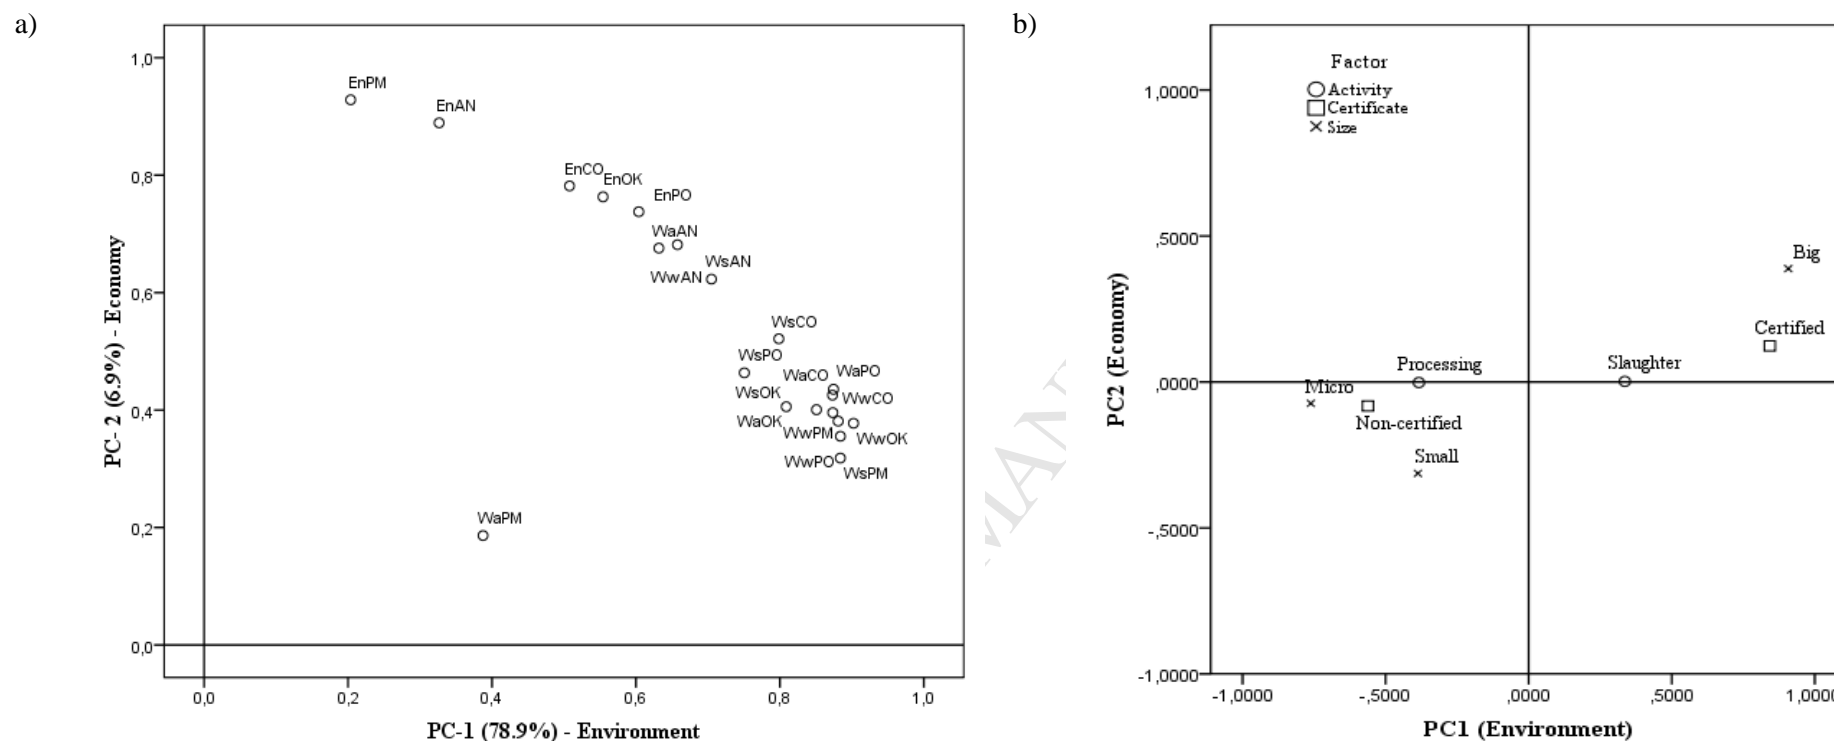 a)
1,0
0,8
0,6
0,4
0,2
0,0
PC- 2 (6.9%) - Economy
EnPM
EnAN
EnCO
EnOK
EnPO
WaAN
WsAN
WwAN
WsCO
WsPO
WaPO
WaCO
WsOK
WwCO
WaOK
WwPM
WwOK
WwPO
WsPM
WaPM
0,0 0,2 0,4 0,6 0,8 1,0
PC-1 (78.9%) - Environment
b)
1,0000
,5000
,0000
-,5000
-1,0000
PC2 (Economy)
Factor
Activity
Certificate
Size
Big
Certified
Processing
Slaughter
Micro
Non-certified
Small
-1,0000 -,5000 ,0000 ,5000 1,0000
PC1 (Environment)
MAN